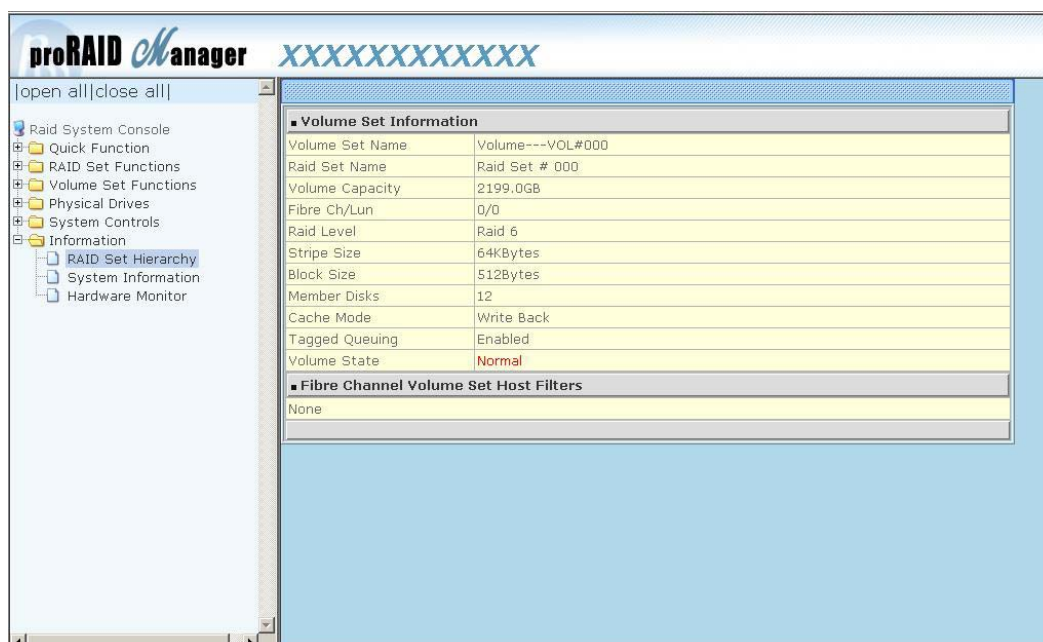 proRAID Manager XXXXXXXXXXXX
|open all|close all|
Raid System Console
Quick Function
RAID Set Functions
Volume Set Functions
Physical Drives
System Controls
Information
RAID Set Hierarchy
System Information
Hardware Monitor
Volume Set Information
Volume Set Name Volume---VOL#000
Raid Set Name Raid Set # 000
Volume Capacity 2199.0GB
Fibre Ch/Lun 0/0
Raid Level Raid 6
Stripe Size 64KBytes
Block Size 512Bytes
Member Disks 12
Cache Mode Write Back
Tagged Queuing Enabled
Volume State Normal
Fibre Channel Volume Set Host Filters
None